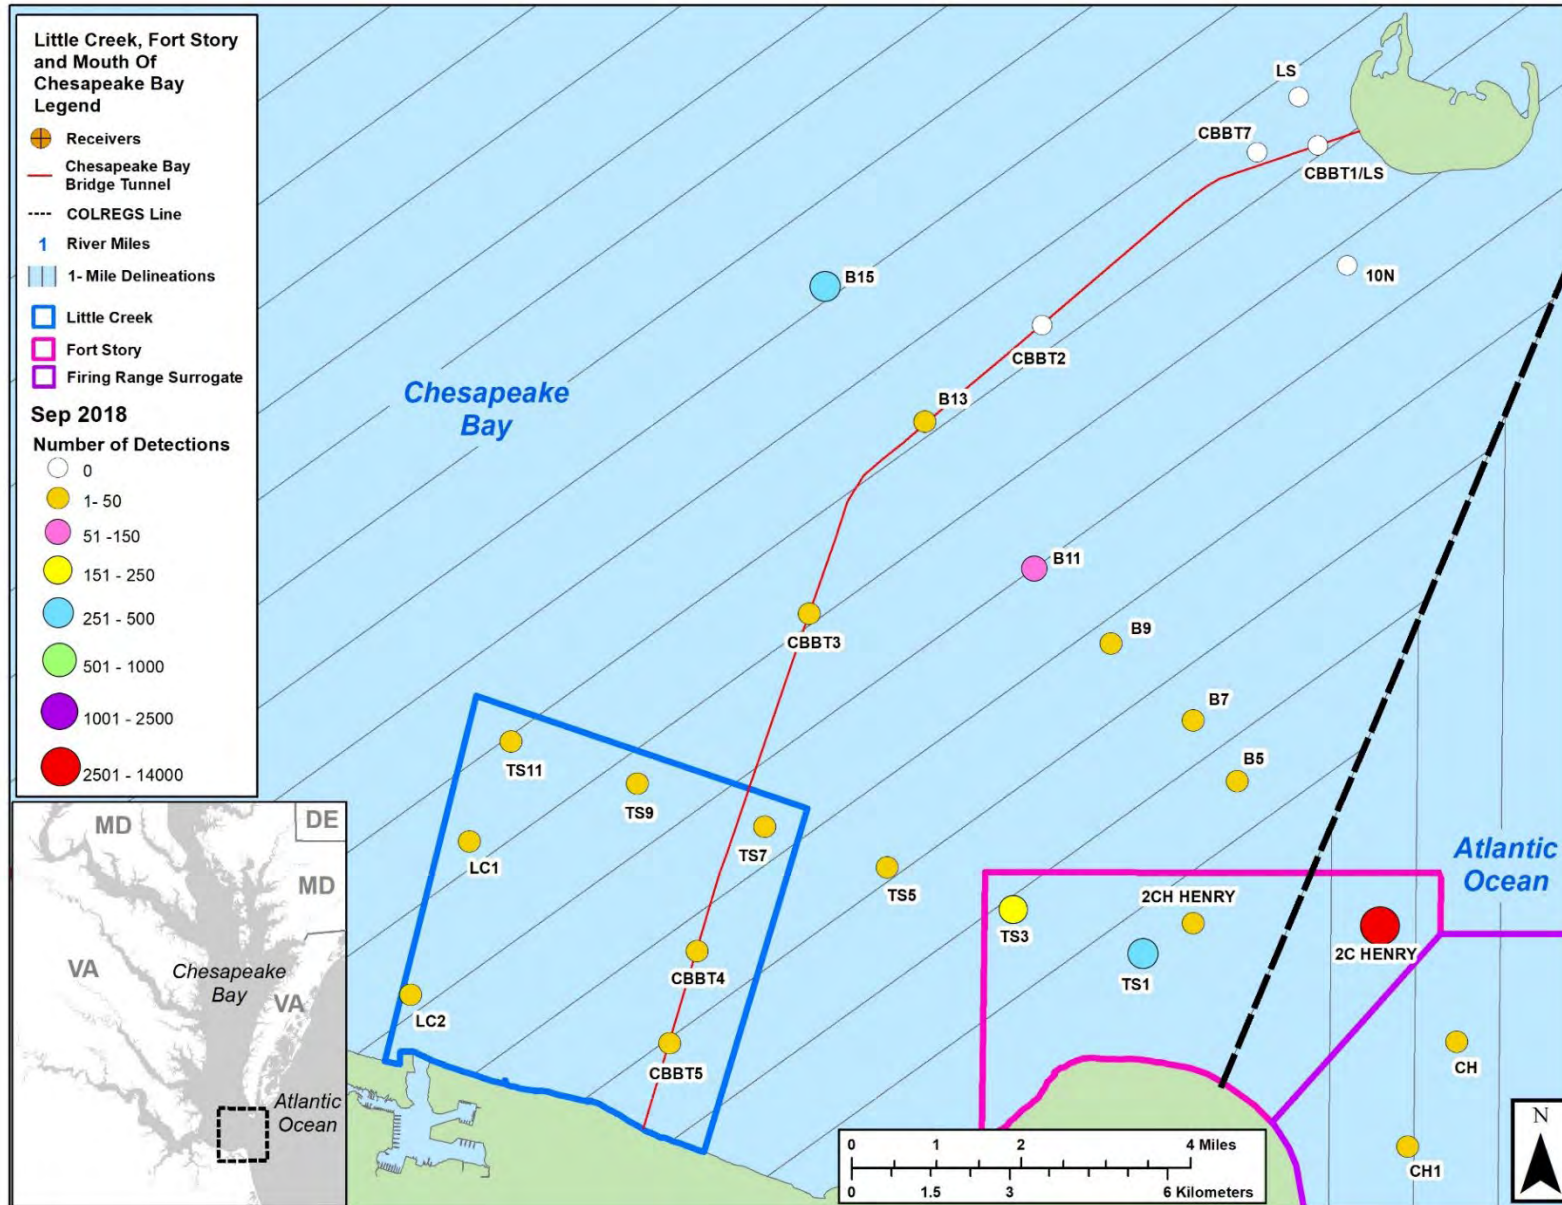 Little Creek, Fort Story
and Mouth Of
Chesapeake Bay
Legend
Receivers
Chesapeake Bay
Bridge Tunnel
COLREGS Line
1 River Miles
1- Mile Delineations
Little Creek
Fort Story
Firing Range Surrogate
Sep 2018
Number of Detections
0
1- 50
51 -150
151 - 250
251 - 500
501 - 1000
1001 - 2500
2501 - 14000
MD
DE
MD
VA
Chesapeake
Bay
VA
Atlantic
Ocean
LS
CBBT7
CBBT1/LS
10N
B15
CBBT2
Chesapeake
Bay
B13
B11
CBBT3
B9
B7
B5
TS11
TS9
TS7
LC1
TS5
Atlantic
Ocean
2CH HENRY
TS3
2C HENRY
TS1
CBBT4
LC2
CBBT5
CH
CH1
0 1 2 4 Miles
0 1.5 3 6 Kilometers
N